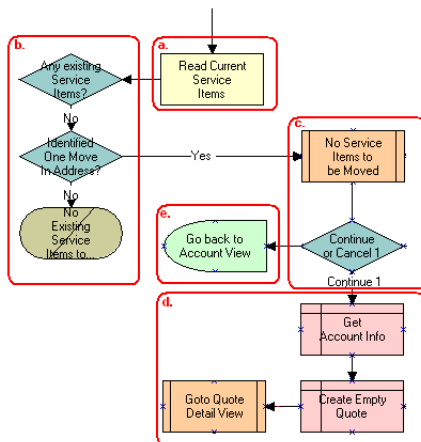 b.
Any existing
Service
Items?
No
Identified
One Move
In Address?
Yes
No
No
Existing
Service
Items to...
a.
Read Current
Service
Items
c.
No Service
Items to
be Moved
Continue
or Cancel 1
Continue 1
e.
Go back to
Account View
d.
Get
Account Info
Create Empty
Quote
Goto Quote
Detail View